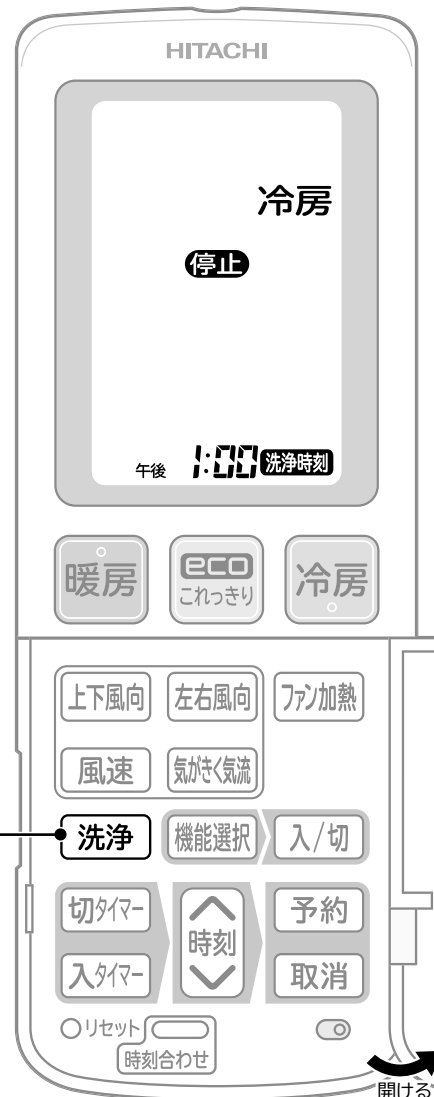 HITACHI
冷房
停止
午後 1:00 洗浄時刻
暖房 eco これっきり 冷房
上下風向 左右風向 ファン加熱
風速 気がきく気流
洗浄 機能選択 入/切
切タイマー 時刻 予約
入タイマー 取消
リセット 時刻合わせ
開ける